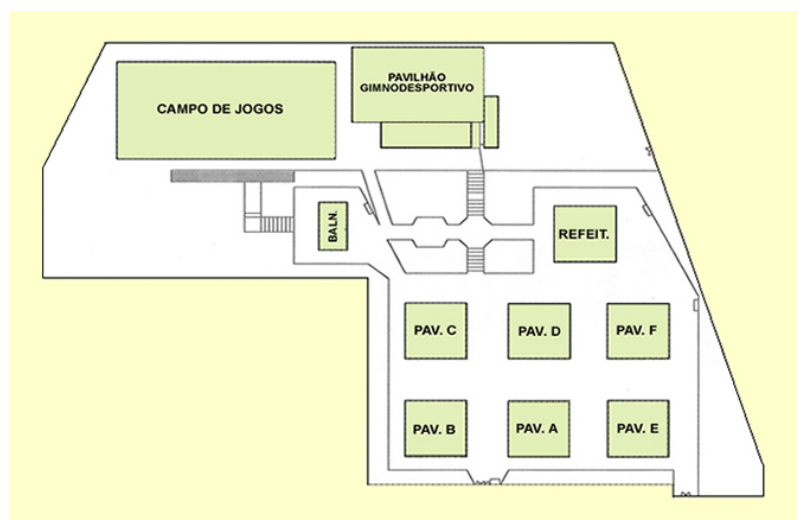 PAVILHÃO
GIMNODESPORTIVO
CAMPO DE JOGOS
BALN.
REFEIT.
PAV. C
PAV. D
PAV. F
PAV. B
PAV. A
PAV. E